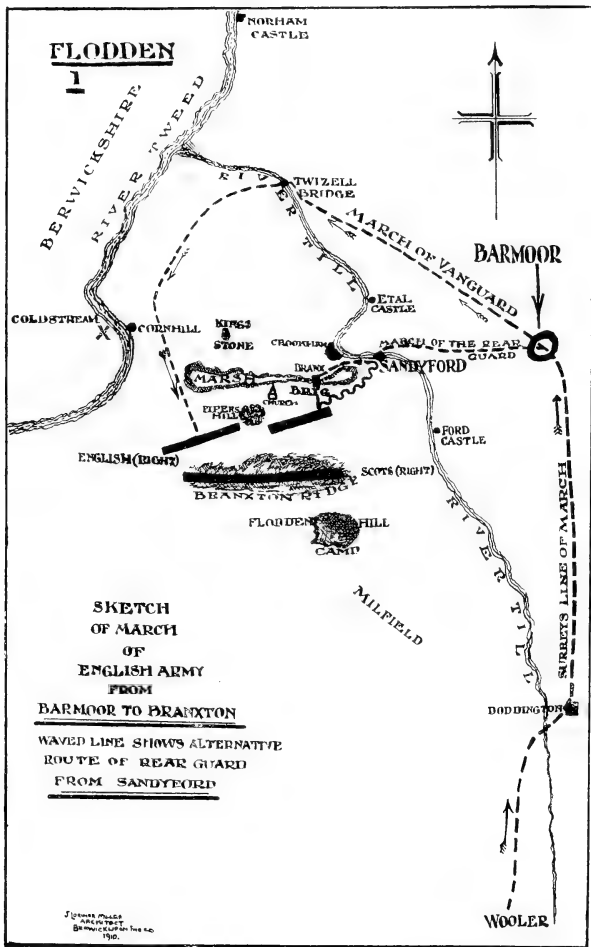 FLODDEN
1
NORHAM
CASTLE
BERWICKSHIRE
RIVER TWEED
TWIZELL
BRIDGE
RIVER TILL
MARCH OF VANGUARD
BARMOOR
ETAL
CASTLE
COLDSTREAM
CORNHILL
KINGS
STONE
CROOKHAM
MARCH OF THE REAR
GUARD
SANDYFORD
MARSH
BRANX
BRIG
CHURCH
PIPERS
HILL
FORD
CASTLE
ENGLISH (RIGHT)
SCOTS (RIGHT)
BRANXTON RIDGE
FLODDEN HILL
CAMP
MILFIELD
RIVER TILL
SURREYS LINE OF MARCH
SKETCH
OF MARCH
OF
ENGLISH ARMY
FROM
BARMOOR TO BRANXTON
WAVED LINE SHOWS ALTERNATIVE
ROUTE OF REAR GUARD
FROM SANDYFORD
DODDINGTON
WOOLER
ARCHITECT
1910.